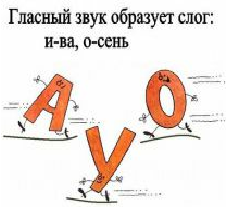 Гласный звук образует слог:
и-ва, о-сень
А О
У